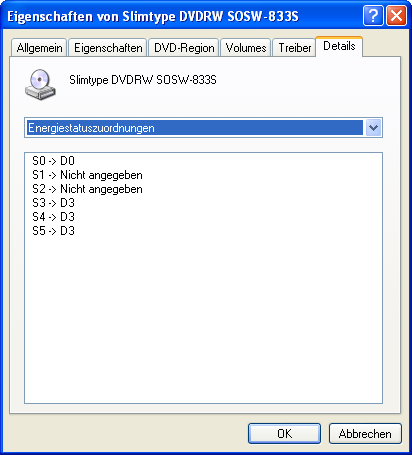 Eigenschaften von Slimtype DVDRW SOSW-833S
Allgemein Eigenschaften DVD-Region Volumes Treiber Details
Slimtype DVDRW SOSW-833S
Energiestatuszuordnungen
S0 -> D0
S1 -> Nicht angegeben
S2 -> Nicht angegeben
S3 -> D3
S4 -> D3
S5 -> D3
OK Abbrechen